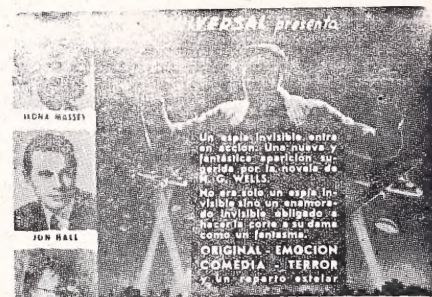 UNIVERSAL presenta
ILONA MASSEY
JON HALL
Un espía invisible entra
en acción. Una nueva y
fantástica aparición su-
gerida por la novela de
H. G. WELLS.
No era sólo un espía in-
visible sino un enamora-
do invisible obligado a
hacer la corte a su dama
como un fantasma.
ORIGINAL - EMOCION
COMEDIA - TERROR
y un reparto estelar